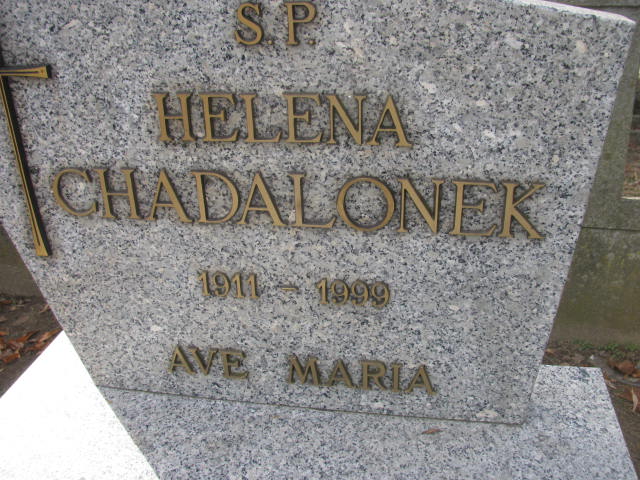 S.P.
HELENA
CHADALONEK
1911 - 1999
AVE MARIA